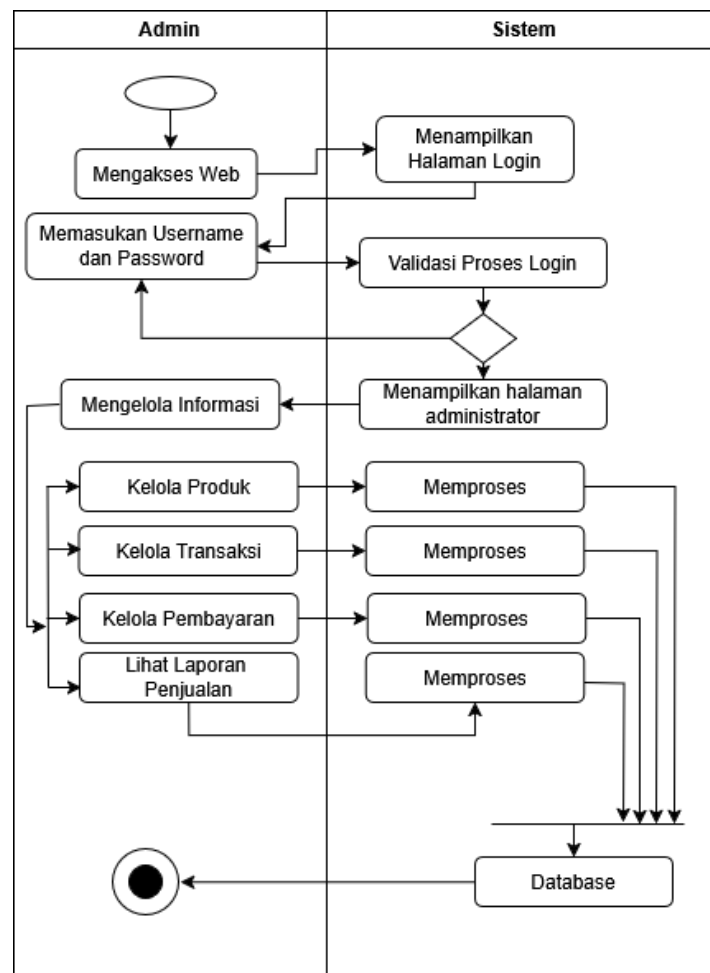 Admin
Sistem
Menampilkan
Halaman Login
Mengakses Web
Memasukan Username
dan Password
Validasi Proses Login
Mengelola Informasi
Menampilkan halaman
administrator
Kelola Produk
Memproses
Kelola Transaksi
Memproses
Kelola Pembayaran
Memproses
Lihat Laporan
Penjualan
Memproses
Database